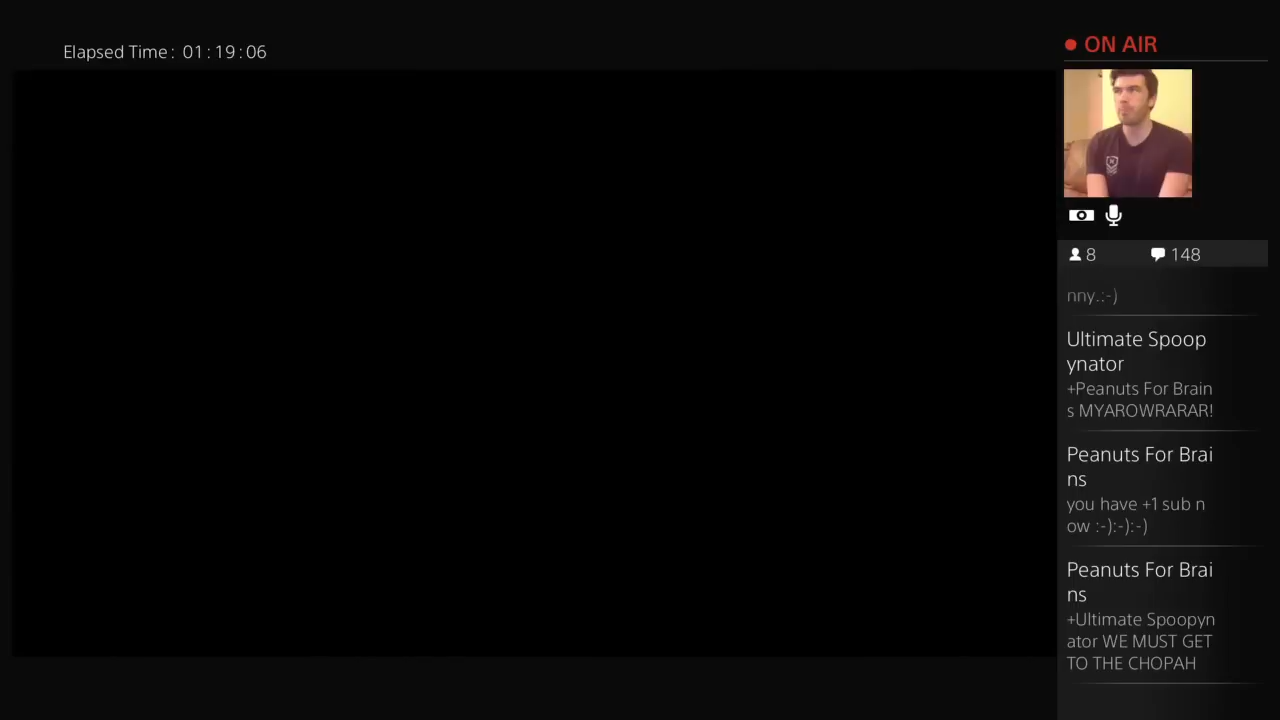 Elapsed Time: 01:19:06
ON AIR
8 148
nny.:-)
Ultimate Spoop
ynator
+Peanuts For Brain
s MYAROWRARAR!
Peanuts For Brai
ns
you have +1 sub n
ow :-):-):-)
Peanuts For Brai
ns
+Ultimate Spoopyn
ator WE MUST GET
TO THE CHOPAH